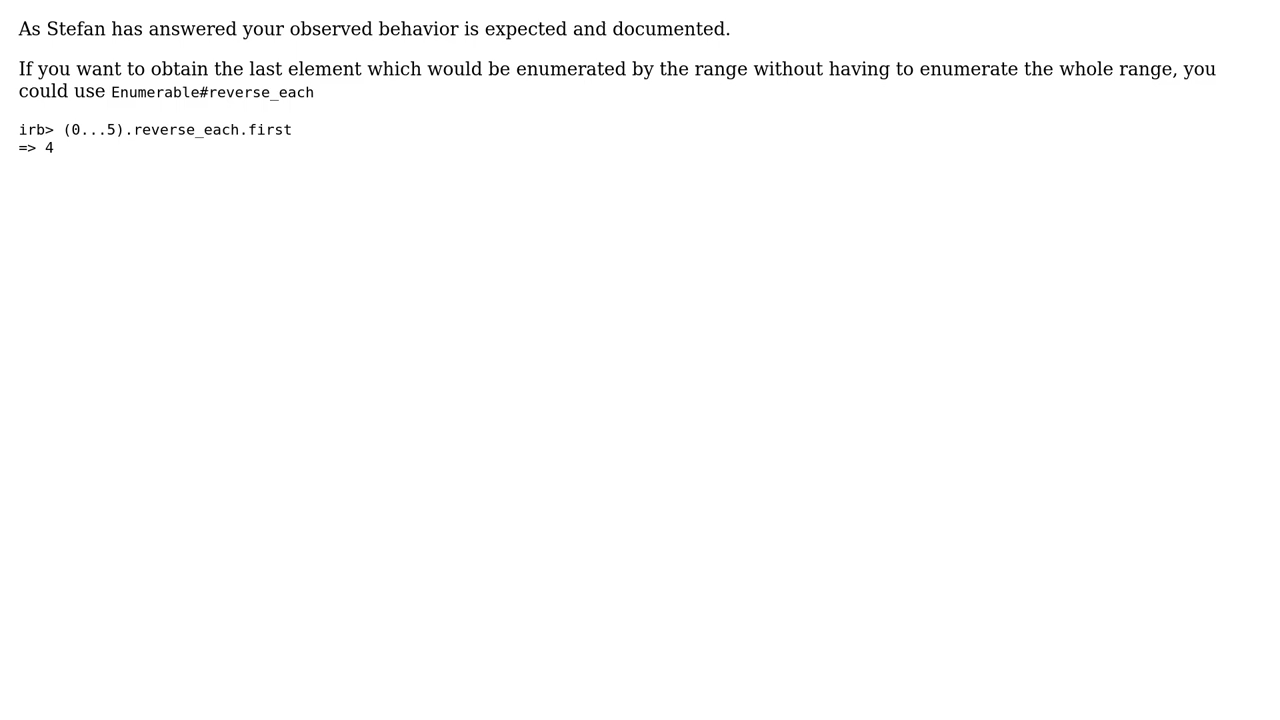 As Stefan has answered your observed behavior is expected and documented.
If you want to obtain the last element which would be enumerated by the range without having to enumerate the whole range, you
could use Enumerable#reverse_each
irb> (0...5).reverse_each.first
=> 4